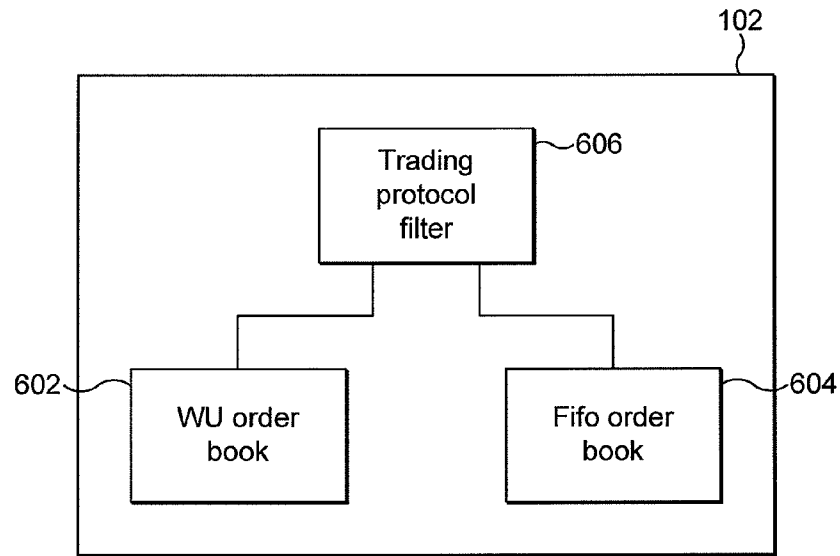 102
Trading
protocol
filter
606
602
WU order
book
Fifo order
book
604